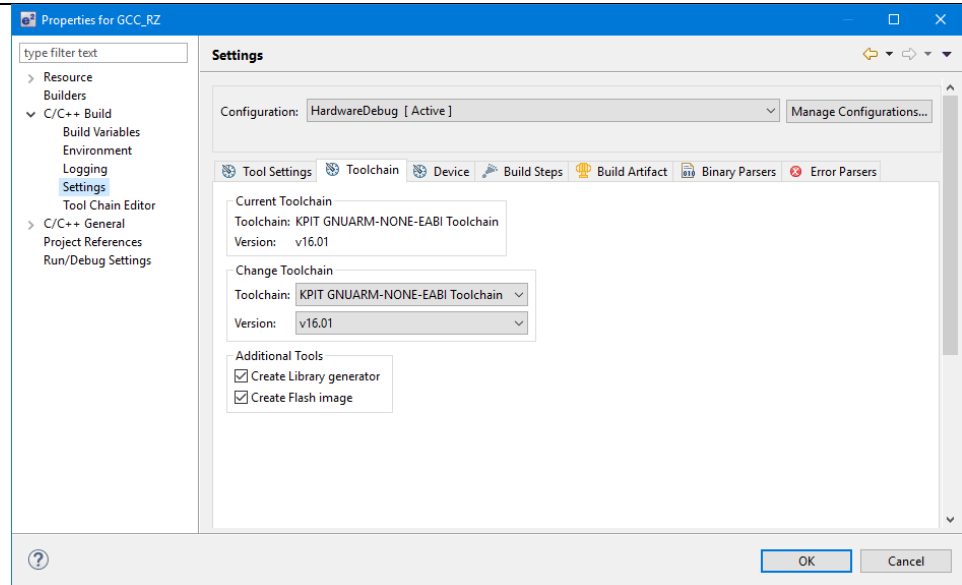 e² Properties for GCC_RZ
type filter text
Settings
Resource
Builders
C/C++ Build
Build Variables
Environment
Logging
Settings
Tool Chain Editor
C/C++ General
Project References
Run/Debug Settings
Configuration: HardwareDebug [ Active ] Manage Configurations...
Tool Settings Toolchain Device Build Steps Build Artifact Binary Parsers Error Parsers
Current Toolchain
Toolchain: KPIT GNUARM-NONE-EABI Toolchain
Version: v16.01
Change Toolchain
Toolchain: KPIT GNUARM-NONE-EABI Toolchain
Version: v16.01
Additional Tools
Create Library generator
Create Flash image
? OK Cancel